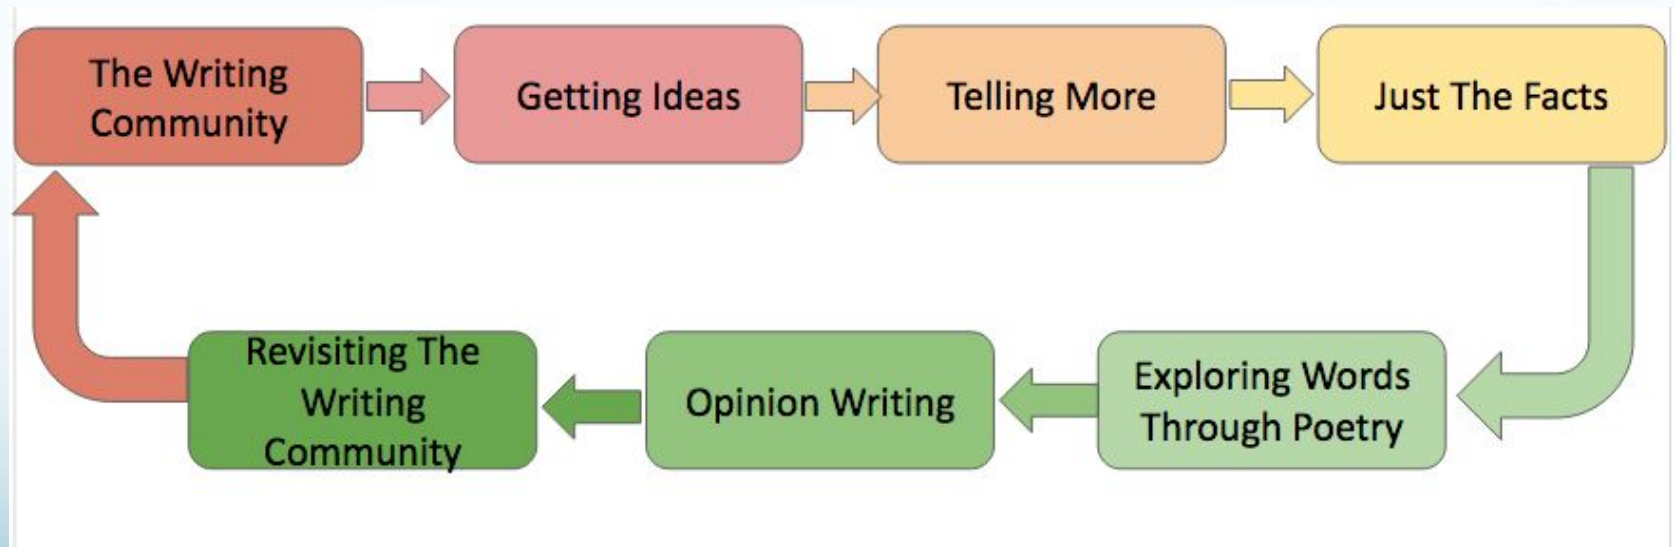 The Writing
Community
Getting Ideas
Telling More
Just The Facts
Exploring Words
Through Poetry
Opinion Writing
Revisiting The
Writing
Community